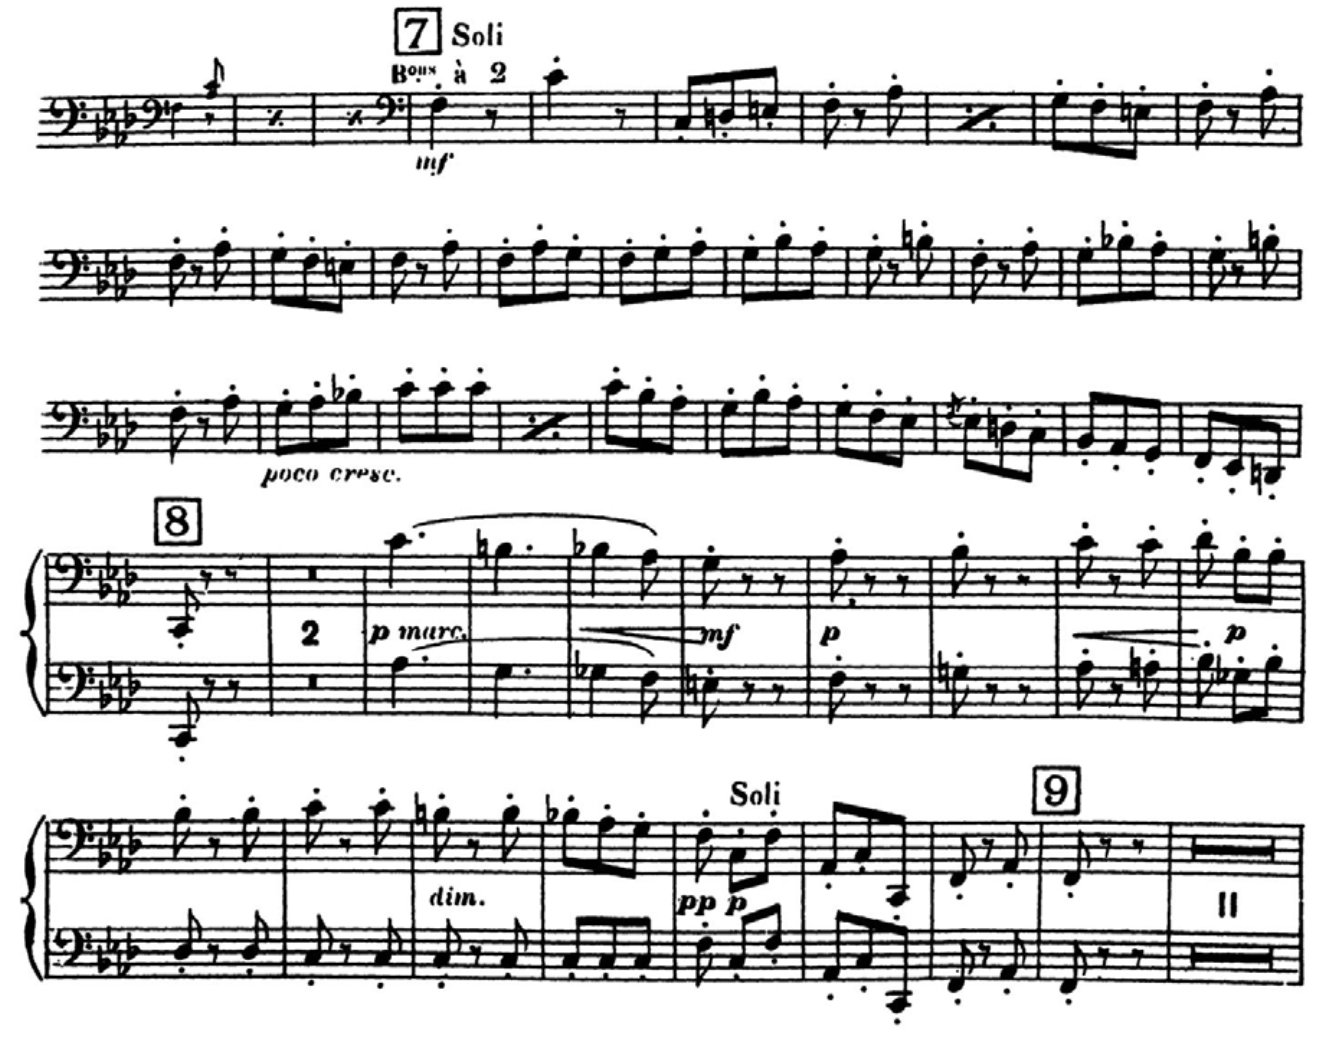 7 Soli
Bons à 2
mf
poco cresc.
8
2
p marc. mf p p
Soli
9
dim. pp p
11